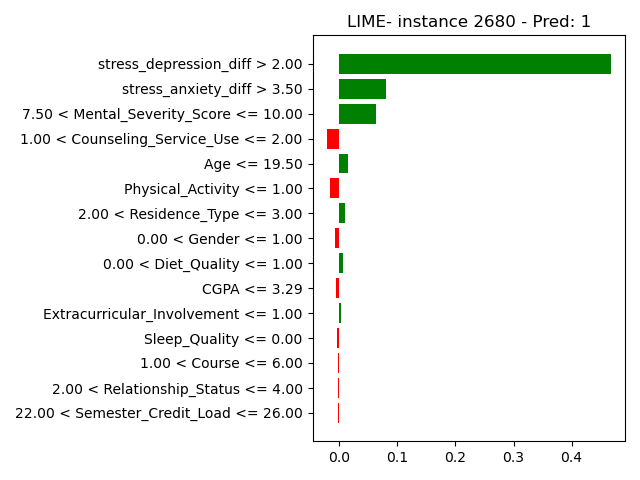 LIME- instance 2680 - Pred: 1
stress_depression_diff > 2.00
stress_anxiety_diff > 3.50
7.50 < Mental_Severity_Score <= 10.00
1.00 < Counseling_Service_Use <= 2.00
Age <= 19.50
Physical_Activity <= 1.00
2.00 < Residence_Type <= 3.00
0.00 < Gender <= 1.00
0.00 < Diet_Quality <= 1.00
CGPA <= 3.29
Extracurricular_Involvement <= 1.00
Sleep_Quality <= 0.00
1.00 < Course <= 6.00
2.00 < Relationship_Status <= 4.00
22.00 < Semester_Credit_Load <= 26.00
0.0 0.1 0.2 0.3 0.4